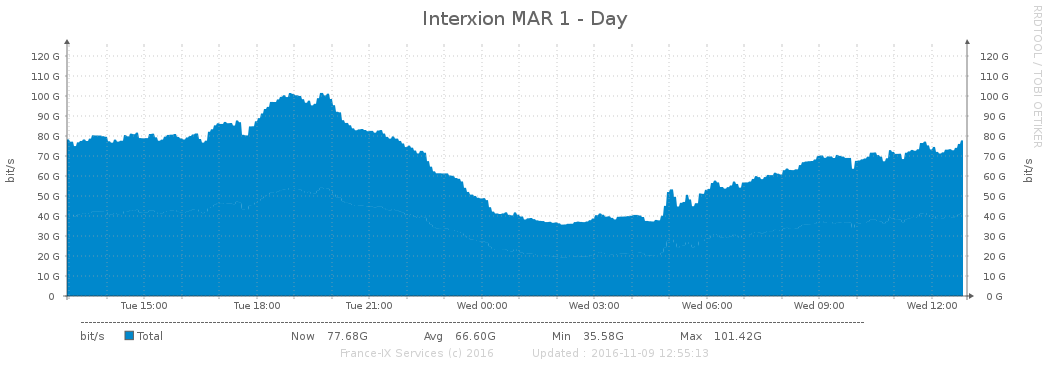 Interxion MAR 1 - Day
RRDTOOL / TOBI OETIKER
bit/s
120 G 120 G
110 G 110 G
100 G 100 G
90 G 90 G
80 G 80 G
70 G 70 G
60 G 60 G
50 G 50 G
40 G 40 G
30 G 30 G
20 G 20 G
10 G 10 G
0 0 G
bit/s
Tue 15:00 Tue 18:00 Tue 21:00 Wed 00:00 Wed 03:00 Wed 06:00 Wed 09:00 Wed 12:00
bit/s Total Now 77.68G Avg 66.60G Min 35.58G Max 101.42G
France-IX Services (c) 2016 Updated : 2016-11-09 12:55:13